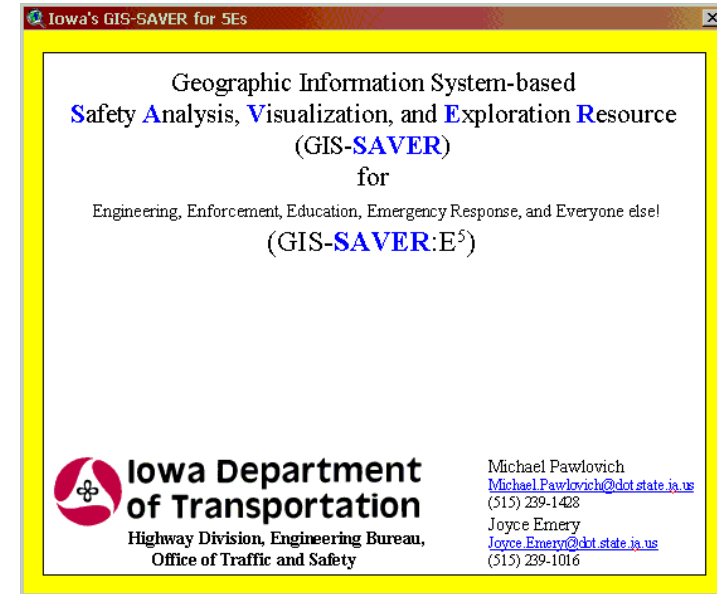 Iowa's GIS-SAVER for 5Es
Geographic Information System-based
Safety Analysis, Visualization, and Exploration Resource
(GIS-SAVER)
for
Engineering, Enforcement, Education, Emergency Response, and Everyone else!
(GIS-SAVER:E⁵)
Iowa Department
of Transportation
Highway Division, Engineering Bureau,
Office of Traffic and Safety
Michael Pawlovich
Michael.Pawlovich@dot.state.ia.us
(515) 239-1428
Joyce Emery
Joyce.Emery@dot.state.ia.us
(515) 239-1016